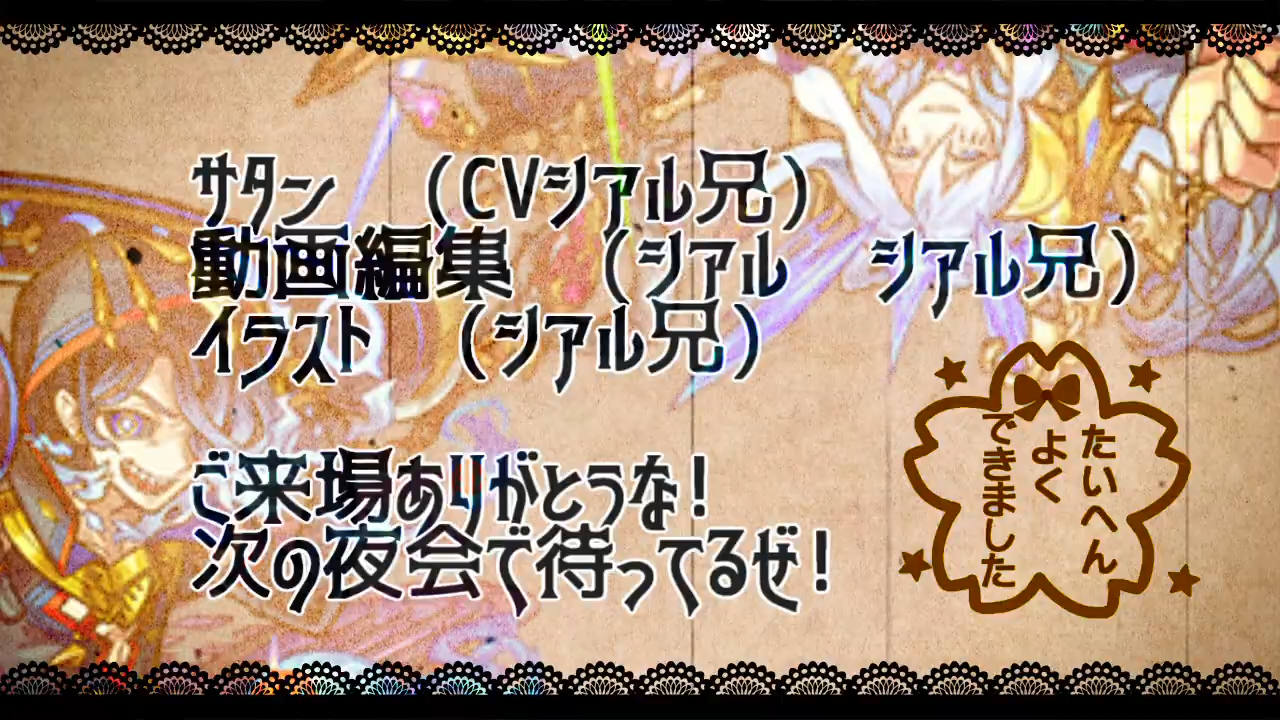 サタン　(CVシアル兄)
動画編集　(シアル　シアル兄)
イラスト　(シアル兄)
ご来場ありがとうな!
次の夜会で待ってるぜ!
たいへん
よく
できました